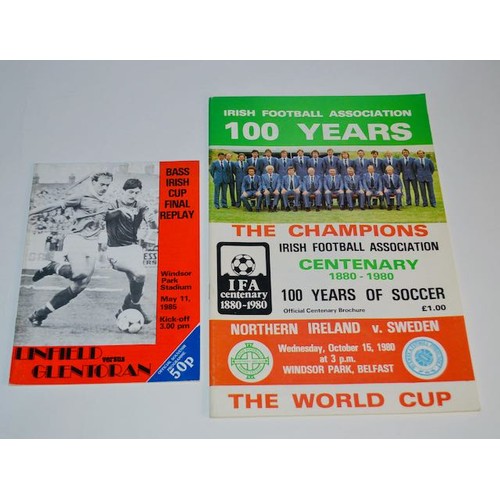 BASS
IRISH
CUP
FINAL
REPLAY
Windsor
Park
Stadium
May 11,
1985
Kick-off
3.00 pm
LINFIELD
versus
GLENTORAN
50p
IRISH FOOTBALL ASSOCIATION
100 YEARS
THE CHAMPIONS
IRISH FOOTBALL ASSOCIATION
CENTENARY
1880-1980
100 YEARS OF SOCCER
Official Centenary Brochure £1.00
IFA
centenary
1880-1980
NORTHERN IRELAND v. SWEDEN
Wednesday, October 15, 1980
at 3 p.m.
WINDSOR PARK, BELFAST
THE WORLD CUP